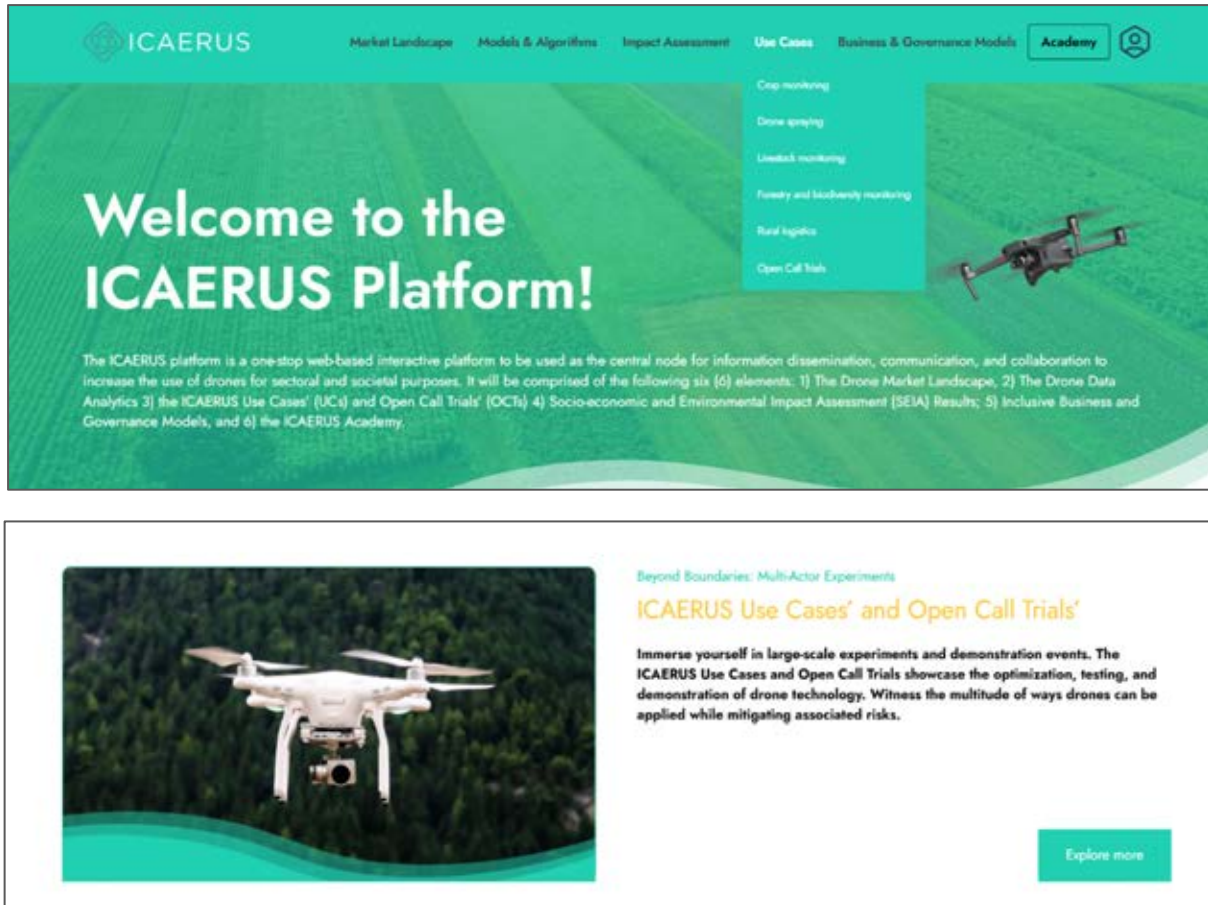 ICAERUS
Market Landscape Models & Algorithms Impact Assessment Use Cases Business & Governance Models Academy
Crop monitoring
Drone spraying
Livestock monitoring
Forestry and biodiversity monitoring
Rural logistics
Open Call Trials
Welcome to the
ICAERUS Platform!
The ICAERUS platform is a one-stop web-based interactive platform to be used as the central node for information dissemination, communication, and collaboration to
increase the use of drones for sectoral and societal purposes. It will be comprised of the following six (6) elements: 1) The Drone Market Landscape, 2) The Drone Data
Analytics 3) the ICAERUS Use Cases' (UCs) and Open Call Trials' (OCTs) 4) Socio-economic and Environmental Impact Assessment (SEIA) Results; 5) Inclusive Business and
Governance Models, and 6) the ICAERUS Academy.
Beyond Boundaries: Multi-Actor Experiments
ICAERUS Use Cases' and Open Call Trials'
Immerse yourself in large-scale experiments and demonstration events. The
ICAERUS Use Cases and Open Call Trials showcase the optimization, testing, and
demonstration of drone technology. Witness the multitude of ways drones can be
applied while mitigating associated risks.
Explore more